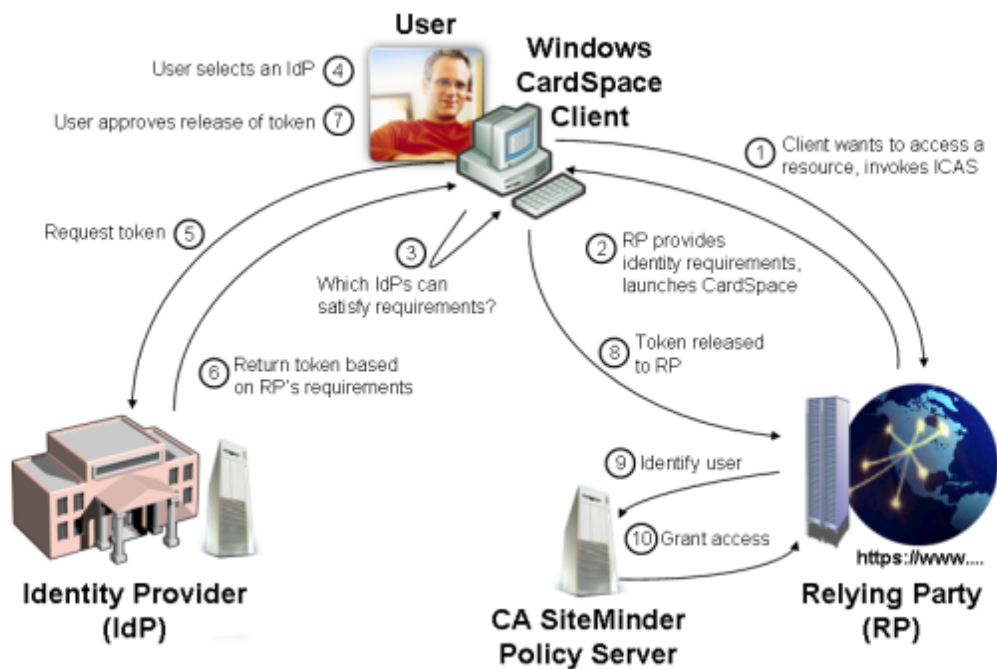 User
Windows
CardSpace
Client
User selects an IdP ④
User approves release of token ⑦
① Client wants to access a
resource, invokes ICAS
Request token ⑤
② RP provides
identity requirements,
launches CardSpace
③
Which IdPs can
satisfy requirements?
⑧ Token released
to RP
⑥ Return token based
on RP's requirements
⑨ Identify user
⑩ Grant access
https://www....
Identity Provider
(IdP)
CA SiteMinder
Policy Server
Relying Party
(RP)